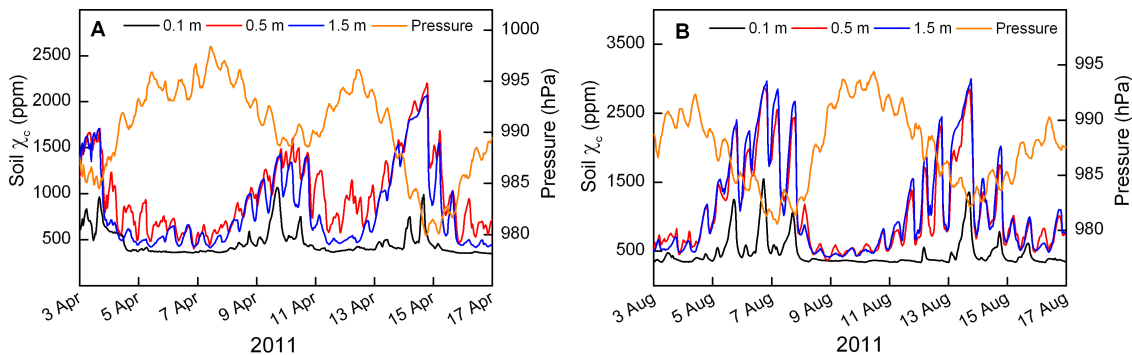 A
0.1 m 0.5 m 1.5 m Pressure
Soil χc (ppm)
2500
2000
1500
1000
500
1000
995
990
985
980
Pressure (hPa)
3 Apr 5 Apr 7 Apr 9 Apr 11 Apr 13 Apr 15 Apr 17 Apr
2011
B
0.1 m 0.5 m 1.5 m Pressure
Soil χc (ppm)
3500
2500
1500
500
995
990
985
980
Pressure (hPa)
3 Aug 5 Aug 7 Aug 9 Aug 11 Aug 13 Aug 15 Aug 17 Aug
2011